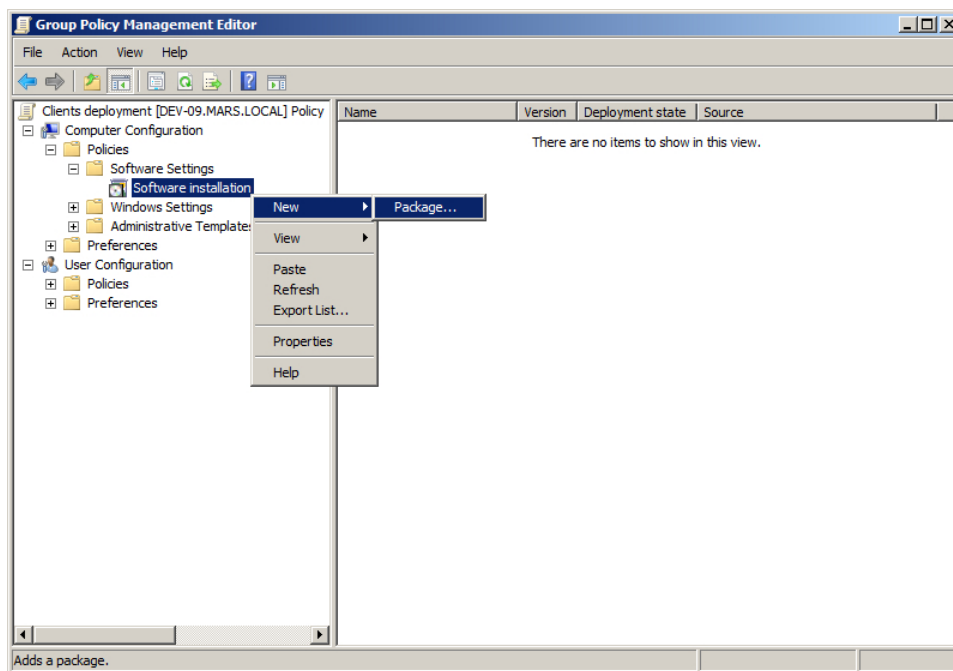 Group Policy Management Editor
File Action View Help
Clients deployment [DEV-09.MARS.LOCAL] Policy
Computer Configuration
Policies
Software Settings
Software installation
Windows Settings
Administrative Templates
Preferences
User Configuration
Policies
Preferences
Name Version Deployment state Source
There are no items to show in this view.
New
View
Paste
Refresh
Export List...
Properties
Help
Package...
Adds a package.